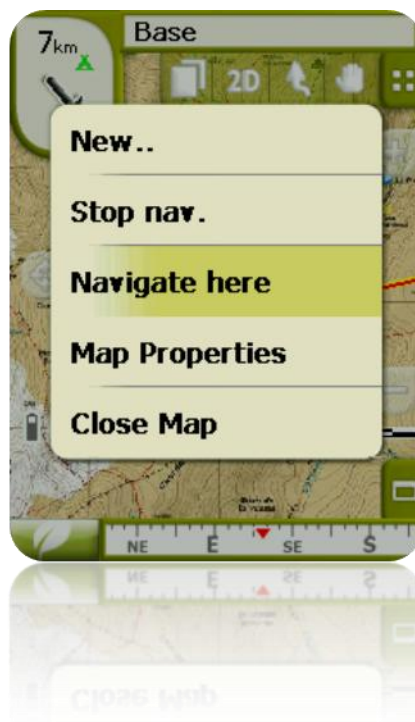 7km
Base
2D
New..
Stop nav.
Navigate here
Map Properties
Close Map
NE E SE S